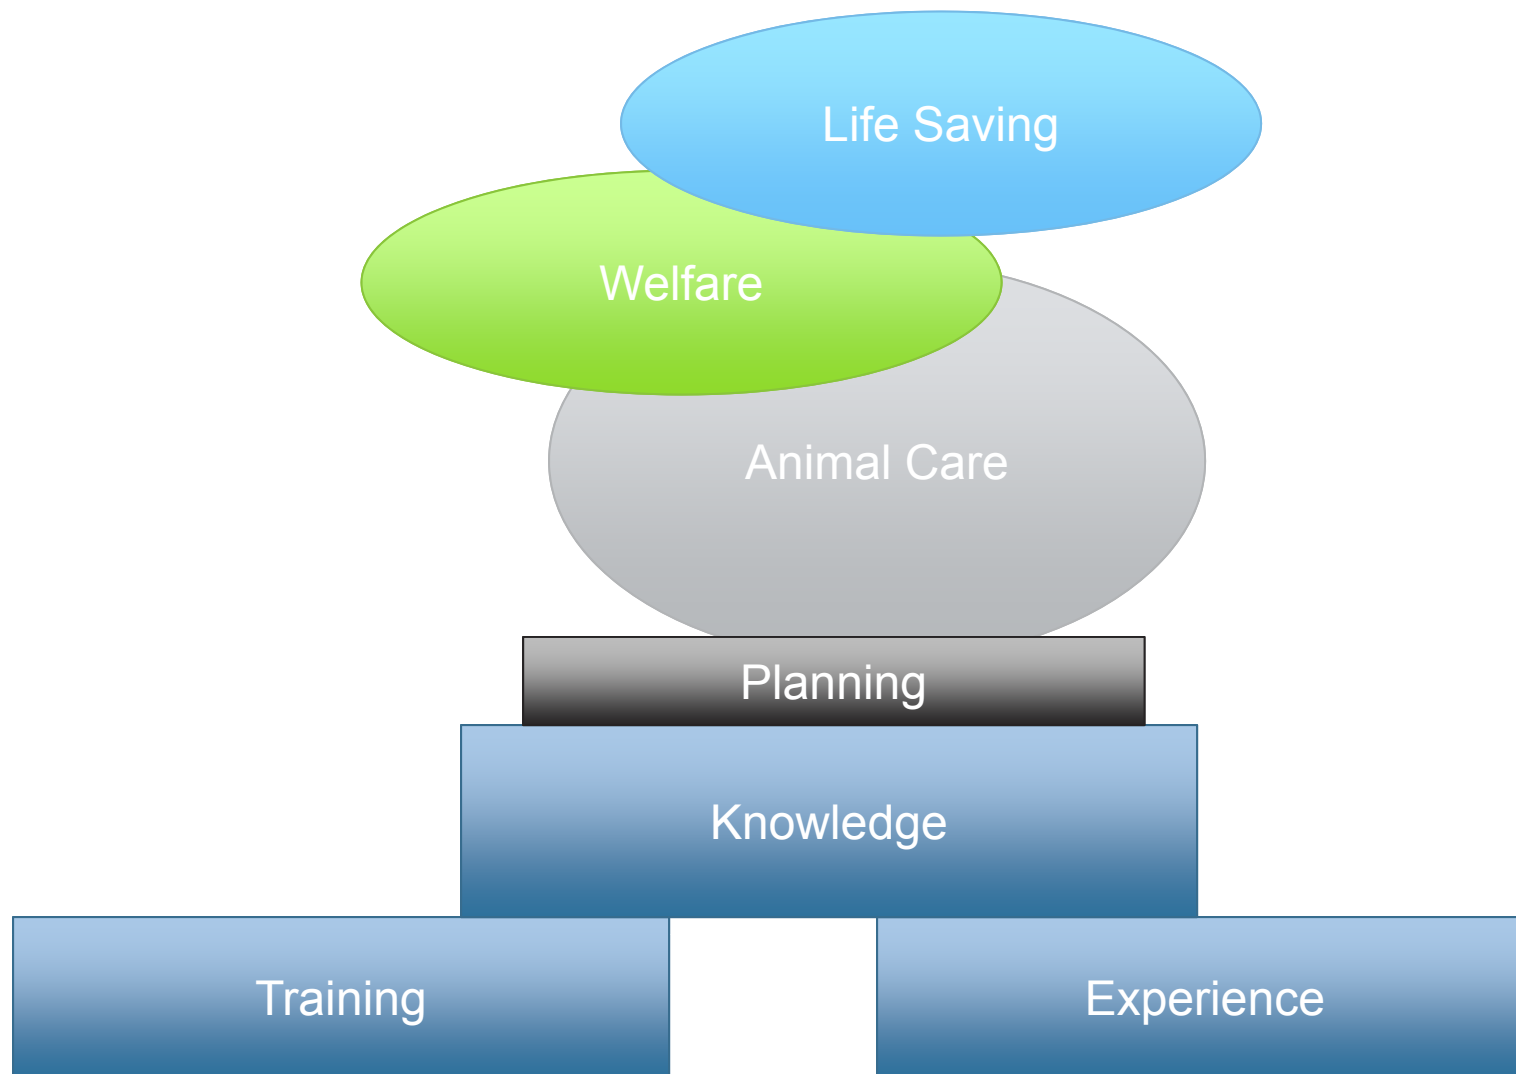 Life Saving
Welfare
Animal Care
Planning
Knowledge
Training
Experience